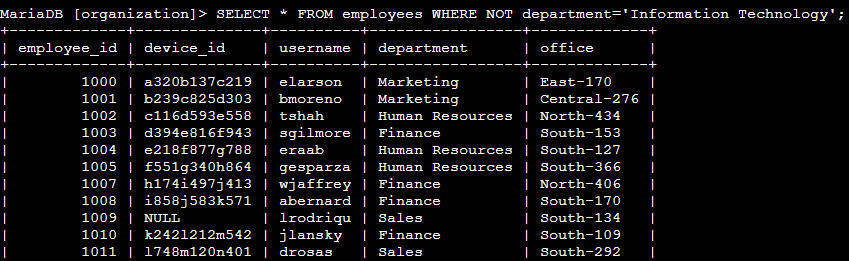 MariaDB [organization]> SELECT * FROM employees WHERE NOT department='Information Technology';
+-------------+--------------+----------+-----------------+-------------+
| employee_id | device_id    | username | department      | office      |
+-------------+--------------+----------+-----------------+-------------+
|        1000 | a320b137c219 | elarson  | Marketing       | East-170    |
|        1001 | b239c825d303 | bmoreno  | Marketing       | Central-276 |
|        1002 | c116d593e558 | tshah    | Human Resources | North-434   |
|        1003 | d394e816f943 | sgilmore | Finance         | South-153   |
|        1004 | e218f877g788 | eraab    | Human Resources | South-127   |
|        1005 | f551g340h864 | gesparza | Human Resources | South-366   |
|        1007 | h174i497j413 | wjaffrey | Finance         | North-406   |
|        1008 | i858j583k571 | abernard | Finance         | South-170   |
|        1009 | NULL         | lrodriqu | Sales           | South-134   |
|        1010 | k242l212m542 | jlansky  | Finance         | South-109   |
|        1011 | l748m120n401 | drosas   | Sales           | South-292   |